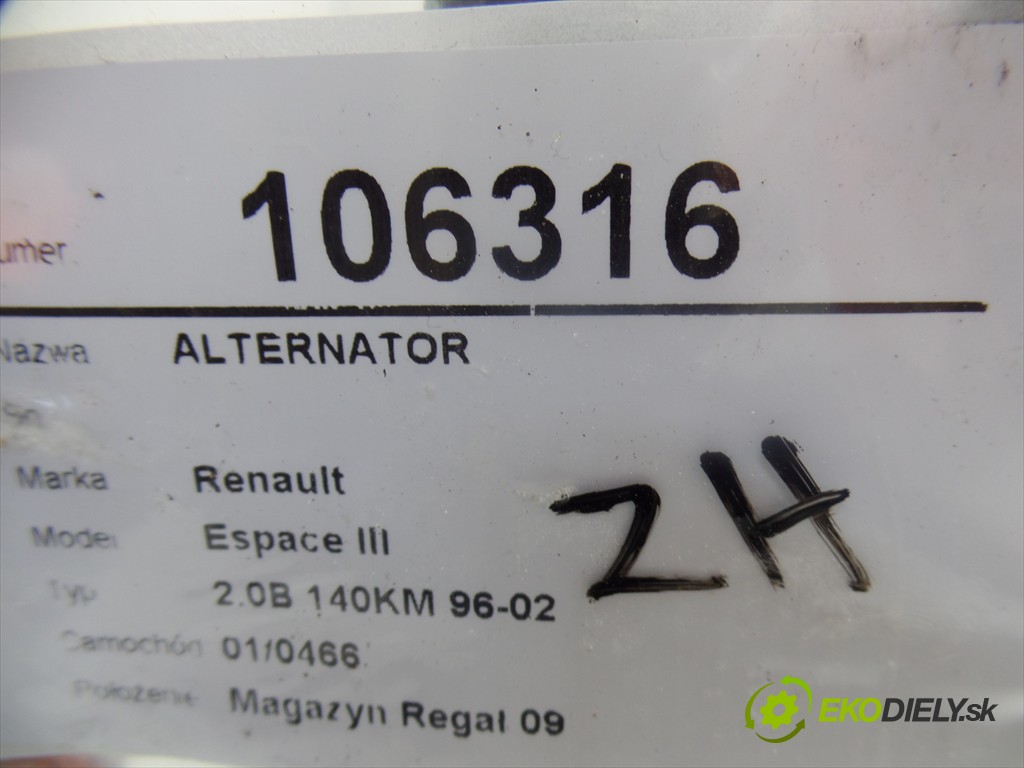 106316
umer
Nazwa ALTERNATOR
Marka Renault
Model Espace III
ZH
Typ 2.0B 140KM 96-02
Samochód 01/0466
Położenie Magazyn Regał 09
EKODIELY.sk